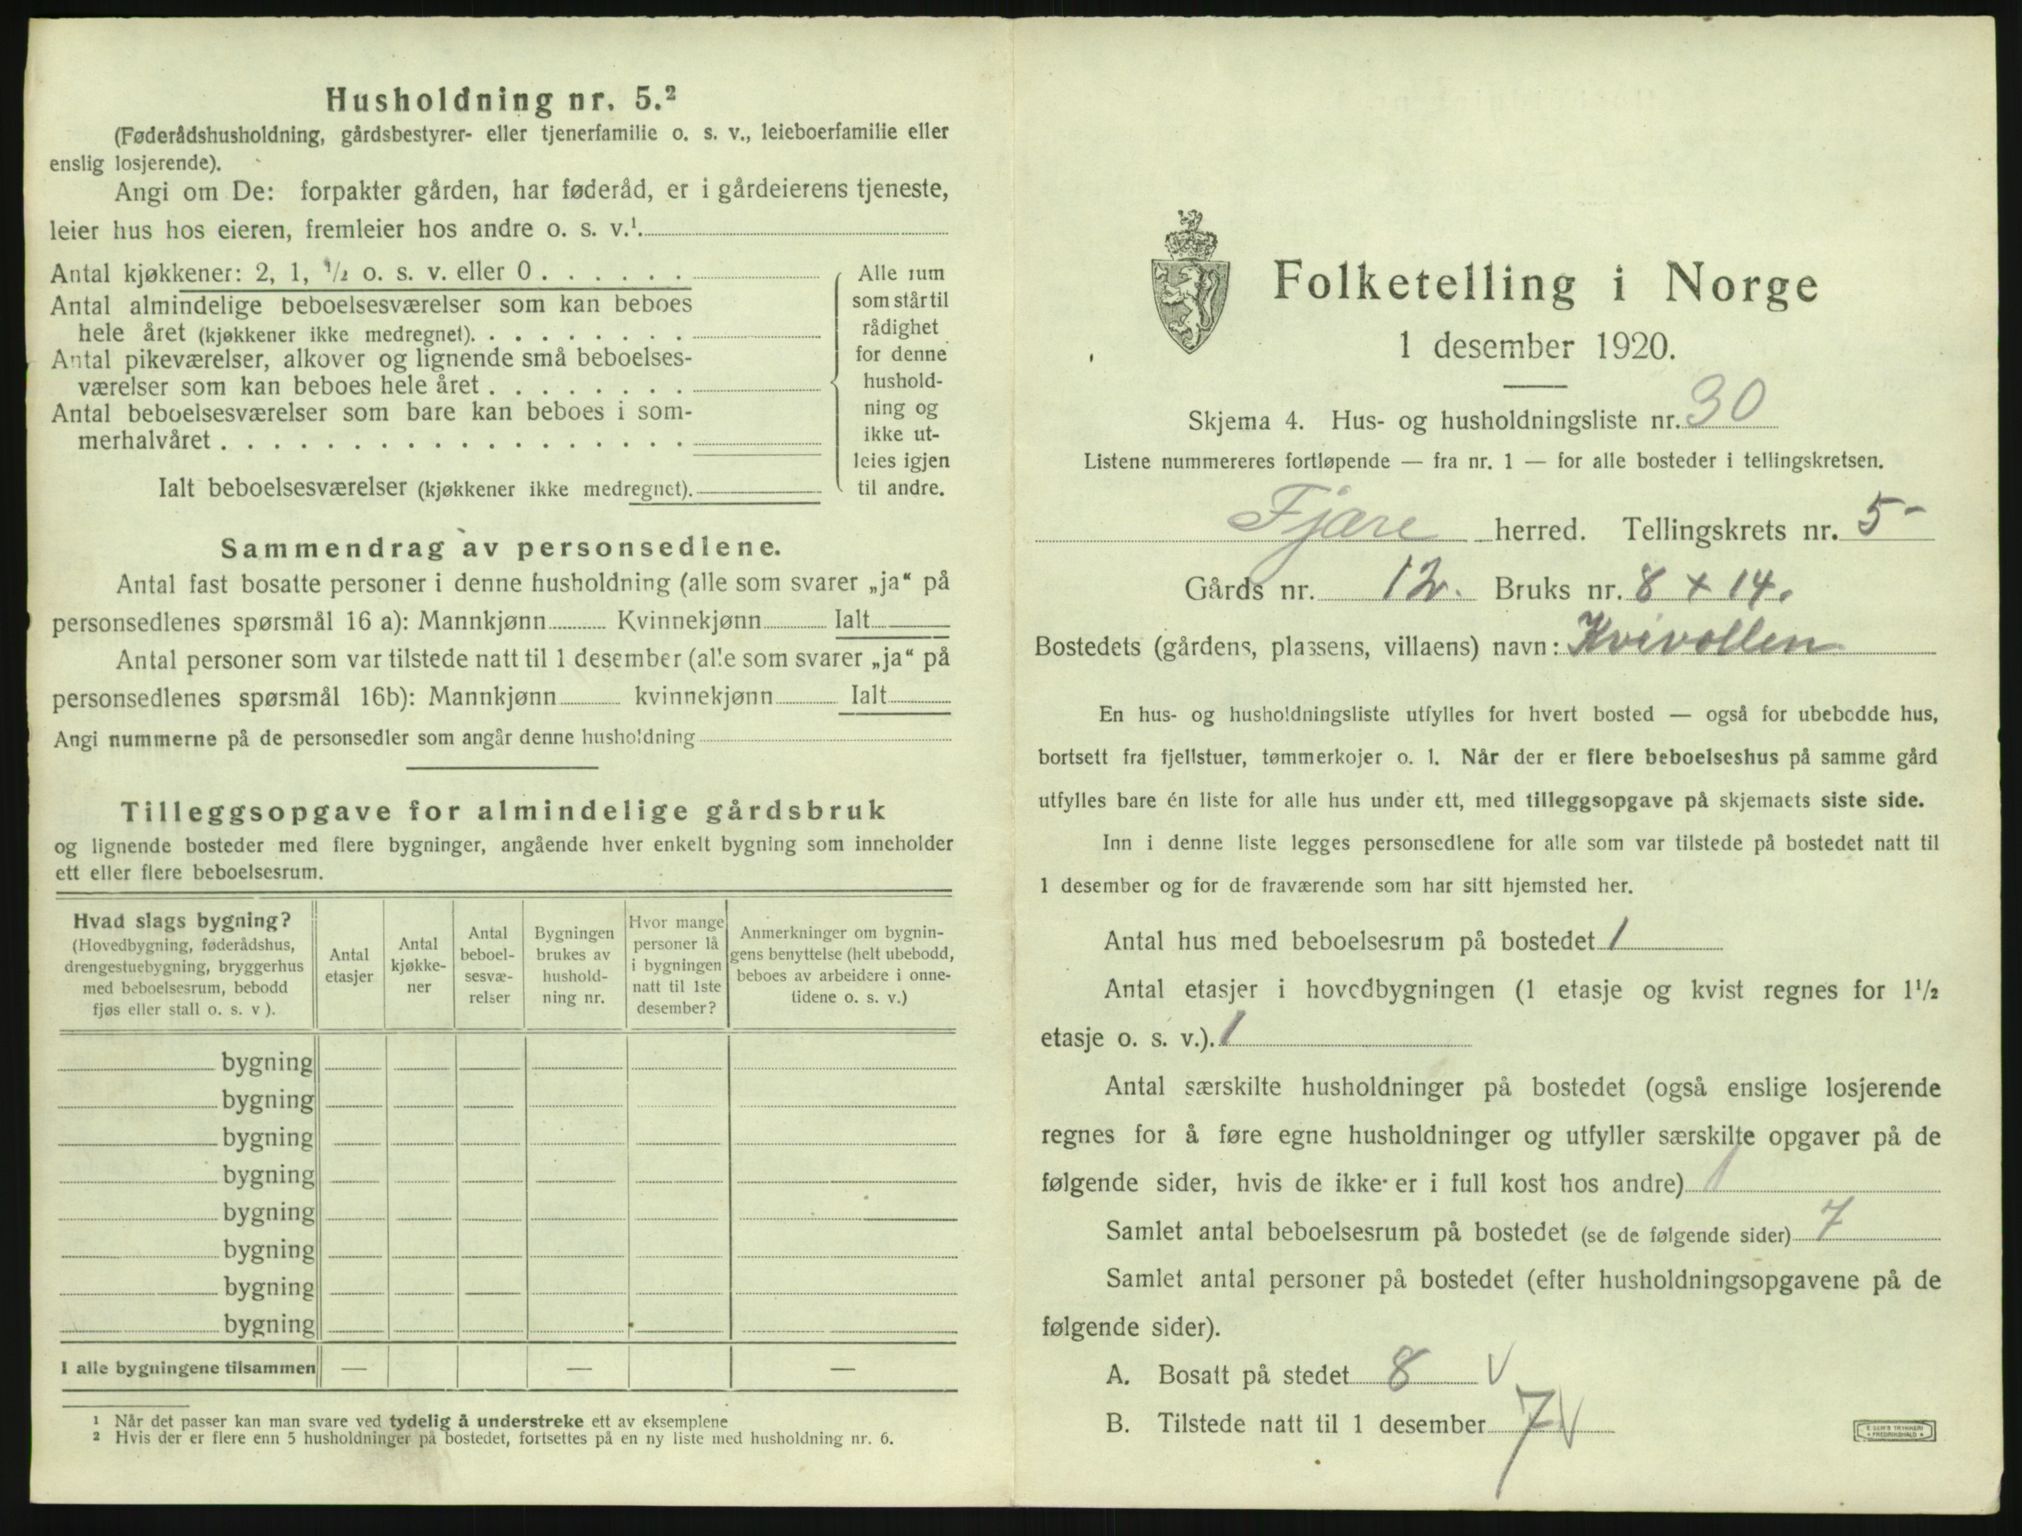 Husholdning nr. 5.²
(Føderådshusholdning, gårdsbestyrer- eller tjenerfamilie o. s. v., leieboerfamilie eller
enslig losjerende).
Angi om De: forpakter gården, har føderåd, er i gårdeierens tjeneste,
leier hus hos eieren, fremleier hos andre o. s. v.¹.
Antal kjøkkener: 2, 1, ½ o. s. v. eller 0 . . . . . .
Antal almindelige beboelsesværelser som kan beboes
hele året (kjøkkener ikke medregnet). . . . . . . . .
Antal pikeværelser, alkover og lignende små beboelses-
værelser som kan beboes hele året . . . . . . . .
Antal beboelsesværelser som bare kan beboes i som-
merhalvåret . . . . . . . . . . . . . . . . . .
Ialt beboelsesværelser (kjøkkener ikke medregnet).
Alle rum
som står til
rådighet
for denne
hushold-
ning og
ikke ut-
leies igjen
til andre.
Sammendrag av personsedlene.
Antal fast bosatte personer i denne husholdning (alle som svarer „ja“ på
personsedlenes spørsmål 16 a): Mannkjønn Kvinnekjønn Ialt
Antal personer som var tilstede natt til 1 desember (alle som svarer „ja“ på
personsedlenes spørsmål 16b): Mannkjønn kvinnekjønn Ialt
Angi nummerne på de personsedler som angår denne husholdning
Tilleggsopgave for almindelige gårdsbruk
og lignende bosteder med flere bygninger, angående hver enkelt bygning som inneholder
ett eller flere beboelsesrum.
Hvad slags bygning?
(Hovedbygning, føderådshus,
drengestuebygning, bryggerhus
med beboelsesrum, bebodd
fjøs eller stall o. s. v ).
Antal
etasjer
Antal
kjøkke-
ner
Antal
beboel-
sesvæ-
relser
Bygningen
brukes av
hushold-
ning nr.
Hvor mange
personer lå
i bygningen
natt til 1ste
desember?
Anmerkninger om bygnin-
gens benyttelse (helt ubebodd,
beboes av arbeidere i onne-
tidene o. s. v.)
bygning
bygning
bygning
bygning
bygning
bygning
bygning
bygning
I alle bygningene tilsammen — — —
¹ Når det passer kan man svare ved tydelig å understreke ett av eksemplene
² Hvis der er flere enn 5 husholdninger på bostedet, fortsettes på en ny liste med husholdning nr. 6.
Folketelling i Norge
1 desember 1920.
Skjema 4. Hus- og husholdningsliste nr. 30
Listene nummereres fortløpende — fra nr. 1 — for alle bosteder i tellingskretsen.
Fjære herred. Tellingskrets nr. 5
Gårds nr. 12. Bruks nr. 8 + 14.
Bostedets (gårdens, plassens, villaens) navn: Kvivollen
En hus- og husholdningsliste utfylles for hvert bosted — også for ubebodde hus,
bortsett fra fjellstuer, tømmerkojer o. l. Når der er flere beboelseshus på samme gård
utfylles bare én liste for alle hus under ett, med tilleggsopgave på skjemaets siste side.
Inn i denne liste legges personsedlene for alle som var tilstede på bostedet natt til
1 desember og for de fraværende som har sitt hjemsted her.
Antal hus med beboelsesrum på bostedet 1
Antal etasjer i hovedbygningen (1 etasje og kvist regnes for 1½
etasje o. s. v.). 1
Antal særskilte husholdninger på bostedet (også enslige losjerende
regnes for å føre egne husholdninger og utfyller særskilte opgaver på de
følgende sider, hvis de ikke er i full kost hos andre) 1
Samlet antal beboelsesrum på bostedet (se de følgende sider) 7
Samlet antal personer på bostedet (efter husholdningsopgavene på de
følgende sider).
A. Bosatt på stedet 8 V
B. Tilstede natt til 1 desember 7 V